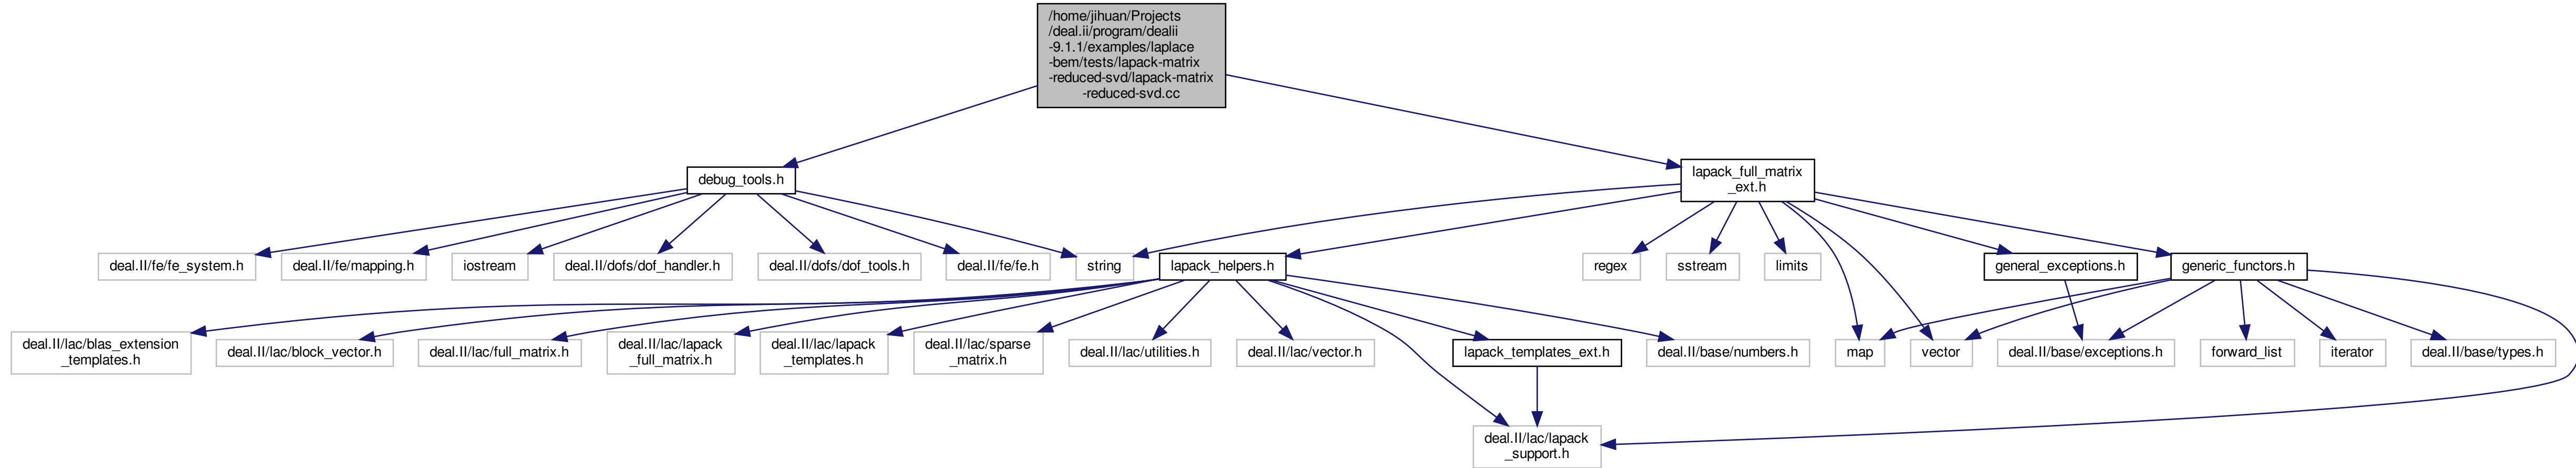 /home/jihuan/Projects
/deal.ii/program/dealii
-9.1.1/examples/laplace
-bem/tests/lapack-matrix
-reduced-svd/lapack-matrix
-reduced-svd.cc
debug_tools.h
lapack_full_matrix
_ext.h
deal.II/fe/fe_system.h
deal.II/fe/mapping.h
iostream
deal.II/dofs/dof_handler.h
deal.II/dofs/dof_tools.h
deal.II/fe/fe.h
string
lapack_helpers.h
regex
sstream
limits
general_exceptions.h
generic_functors.h
deal.II/lac/blas_extension
_templates.h
deal.II/lac/block_vector.h
deal.II/lac/full_matrix.h
deal.II/lac/lapack
_full_matrix.h
deal.II/lac/lapack
_templates.h
deal.II/lac/sparse
_matrix.h
deal.II/lac/utilities.h
deal.II/lac/vector.h
lapack_templates_ext.h
deal.II/base/numbers.h
map
vector
deal.II/base/exceptions.h
forward_list
iterator
deal.II/base/types.h
deal.II/lac/lapack
_support.h